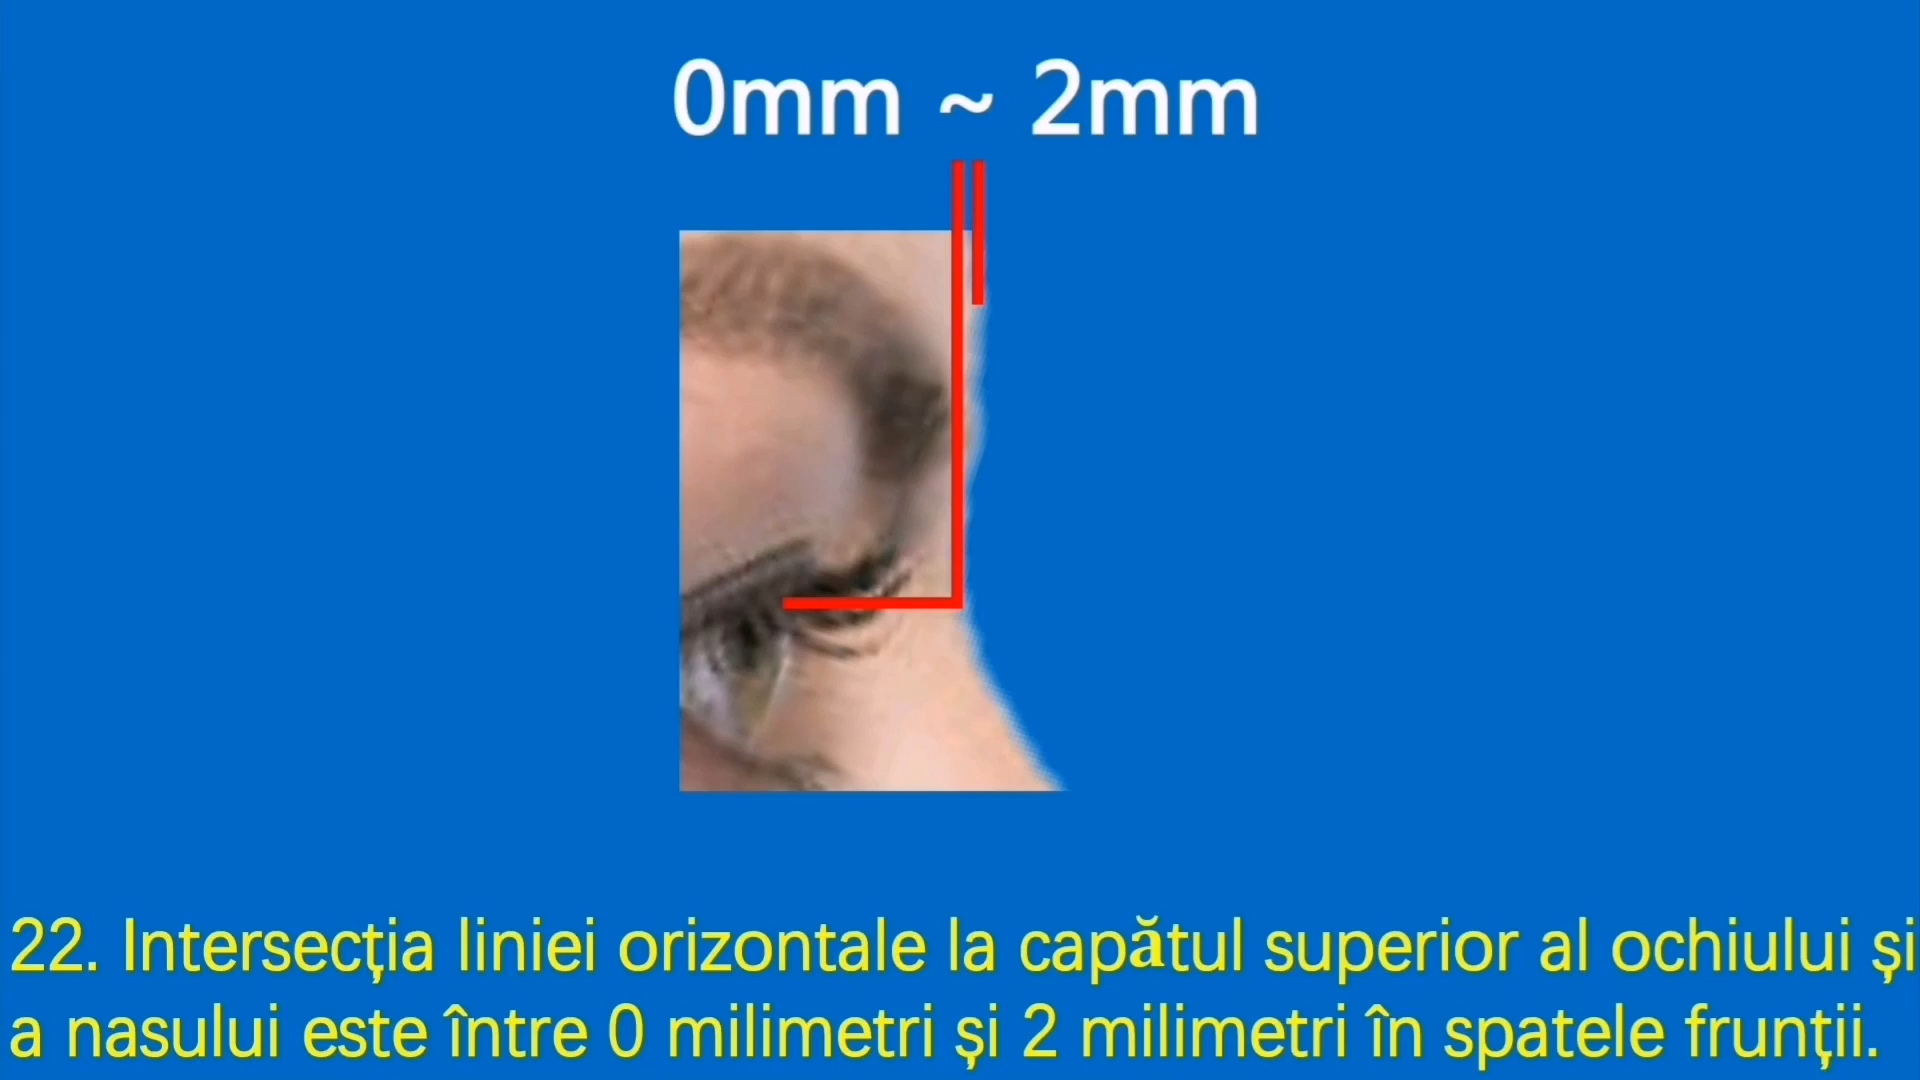 0mm ~ 2mm
22. Intersecția liniei orizontale la capătul superior al ochiului și
a nasului este între 0 milimetri și 2 milimetri în spatele frunții.